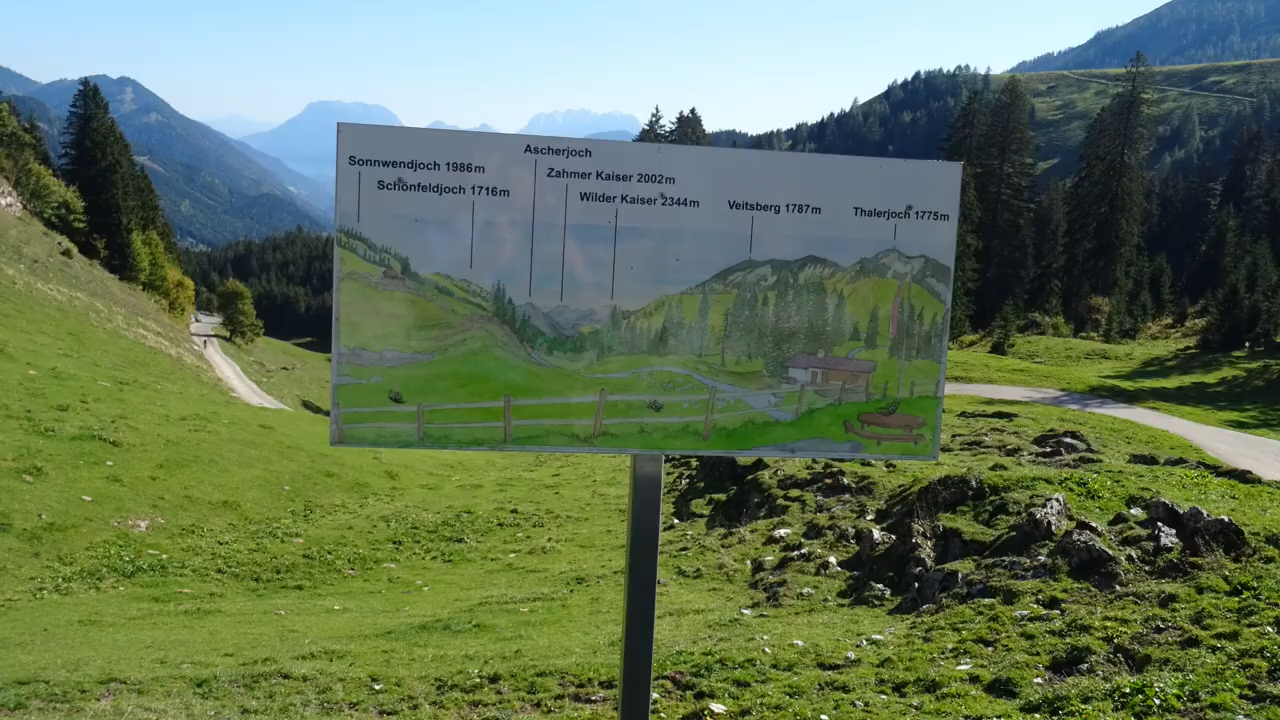 Sonnwendjoch 1986m
Schönfeldjoch 1716m
Ascherjoch
Zahmer Kaiser 2002m
Wilder Kaiser 2344m
Veitsberg 1787m
Thalerjoch 1775m